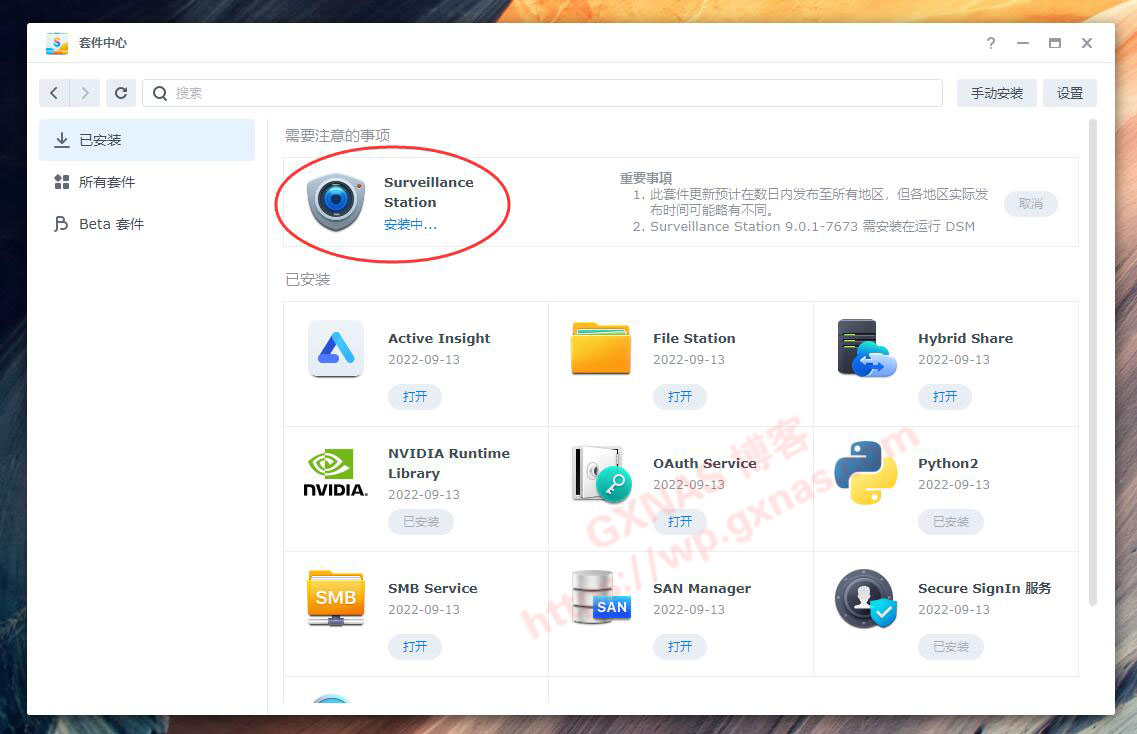 套件中心
搜索
手动安装
设置
已安装
所有套件
Beta 套件
需要注意的事项
Surveillance
Station
安装中...
重要事項
1. 此套件更新预计在数日内发布至所有地区，但各地区实际发
布时间可能略有不同。
2. Surveillance Station 9.0.1-7673 需安装在运行 DSM
取消
已安装
Active Insight
2022-09-13
打开
File Station
2022-09-13
打开
Hybrid Share
2022-09-13
打开
NVIDIA.
NVIDIA Runtime
Library
2022-09-13
已安装
OAuth Service
2022-09-13
打开
Python2
2022-09-13
已安装
SMB
SMB Service
2022-09-13
打开
SAN
SAN Manager
2022-09-13
打开
Secure SignIn 服务
2022-09-13
已安装
GXNAS 博客
https://wp.gxnas.com